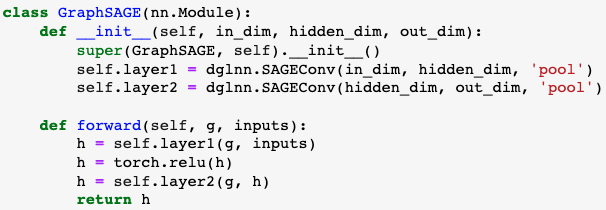 class GraphSAGE(nn.Module):
    def __init__(self, in_dim, hidden_dim, out_dim):
        super(GraphSAGE, self).__init__()
        self.layer1 = dglnn.SAGEConv(in_dim, hidden_dim, 'pool')
        self.layer2 = dglnn.SAGEConv(hidden_dim, out_dim, 'pool')

    def forward(self, g, inputs):
        h = self.layer1(g, inputs)
        h = torch.relu(h)
        h = self.layer2(g, h)
        return h